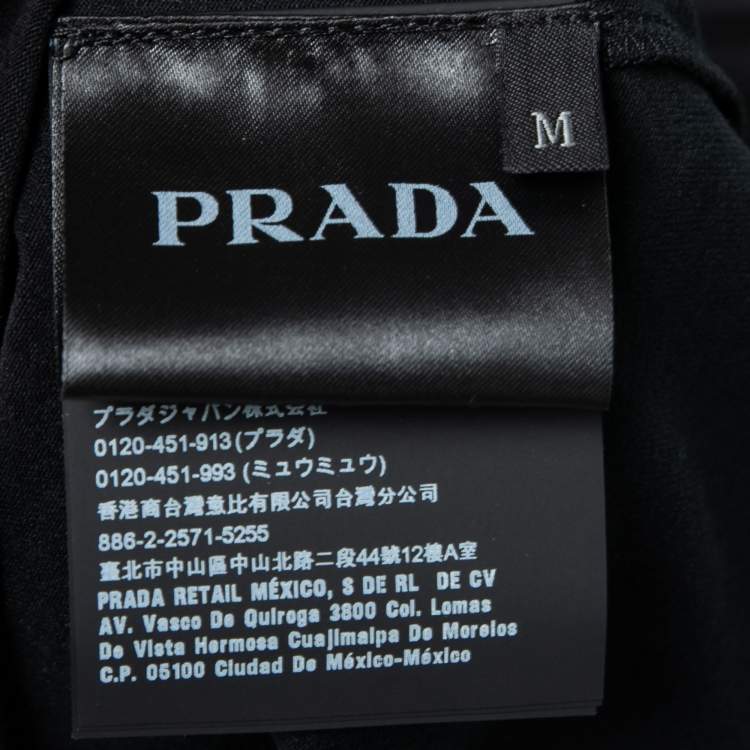 M
PRADA
プラダジャパン株式会社
0120-451-913(プラダ)
0120-451-993 (ミュウミュウ)
香港商台灣意比有限公司台灣分公司
886-2-2571-5255
臺北市中山區中山北路二段44號12樓A室
PRADA RETAIL MÉXICO, S DE RL DE CV
AV. Vasco De Quiroga 3800 Col. Lomas
De Vista Hermosa Cuajimalpa De Morelos
C.P. 05100 Ciudad De México-México